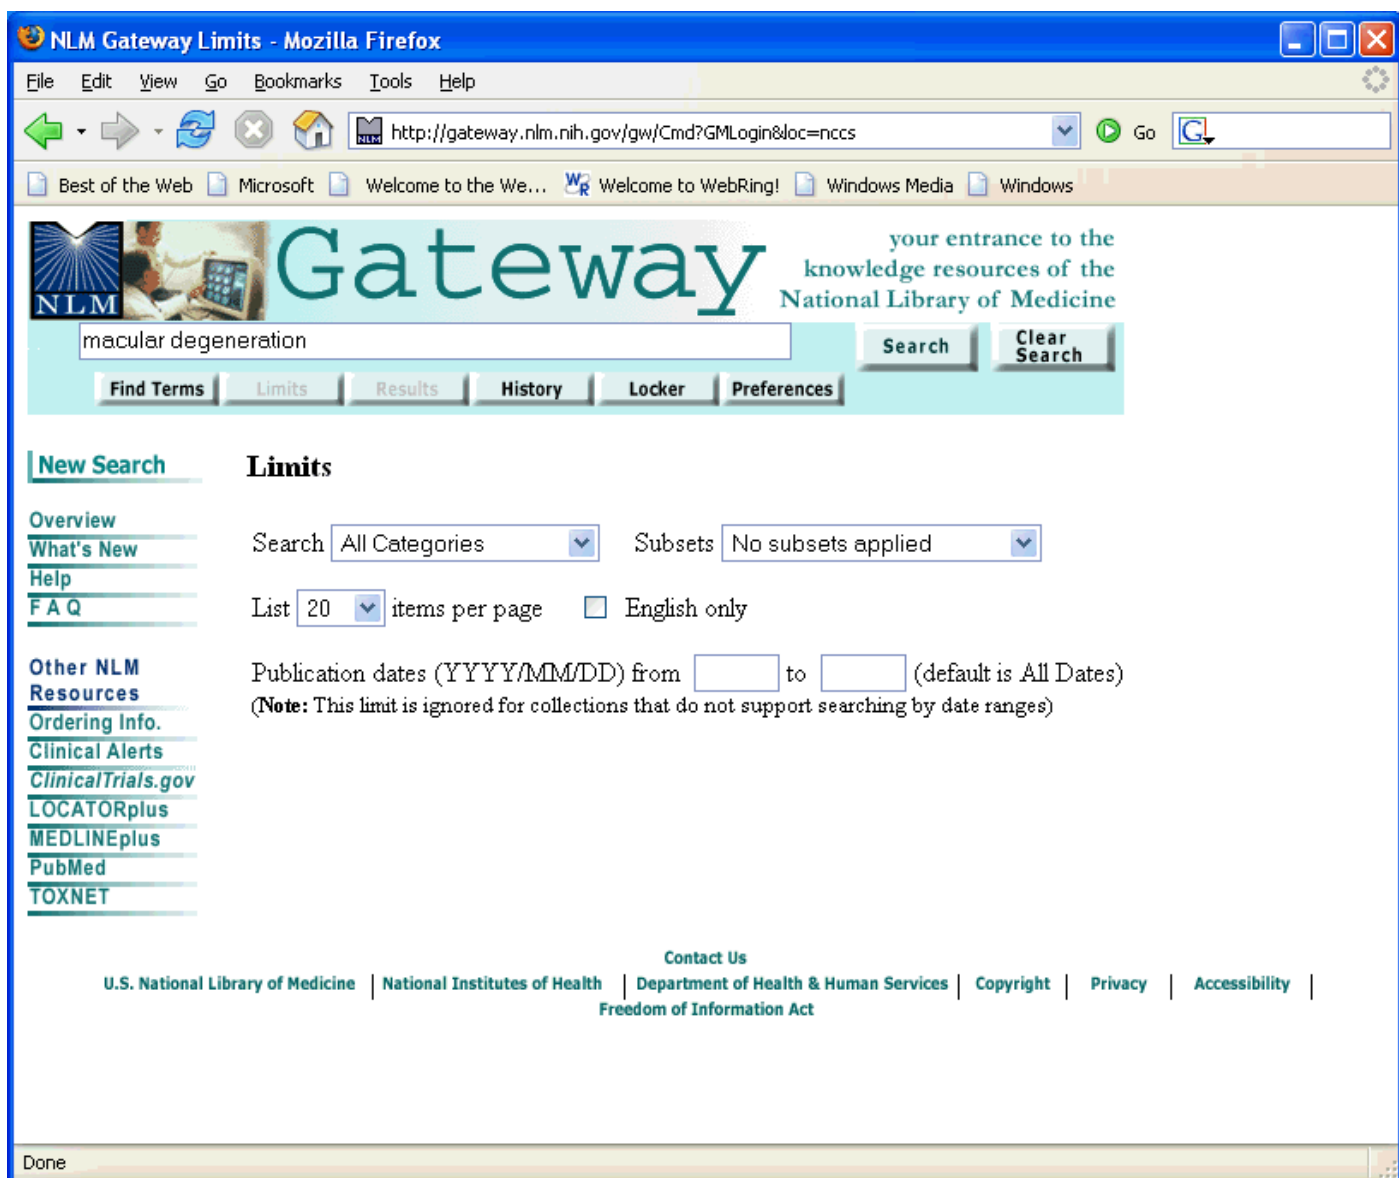 NLM Gateway Limits - Mozilla Firefox
File Edit View Go Bookmarks Tools Help
http://gateway.nlm.nih.gov/gw/Cmd?GMLogin&loc=nccs Go G
Best of the Web Microsoft Welcome to the We... WR Welcome to WebRing! Windows Media Windows
NLM
Gateway
your entrance to the
knowledge resources of the
National Library of Medicine
macular degeneration Search Clear Search
Find Terms Limits Results History Locker Preferences
New Search
Overview
What's New
Help
F A Q
Other NLM
Resources
Ordering Info.
Clinical Alerts
ClinicalTrials.gov
LOCATORplus
MEDLINEplus
PubMed
TOXNET
Limits
Search All Categories Subsets No subsets applied
List 20 items per page English only
Publication dates (YYYY/MM/DD) from to (default is All Dates)
(Note: This limit is ignored for collections that do not support searching by date ranges)
Contact Us
U.S. National Library of Medicine | National Institutes of Health | Department of Health & Human Services | Copyright | Privacy | Accessibility |
Freedom of Information Act
Done